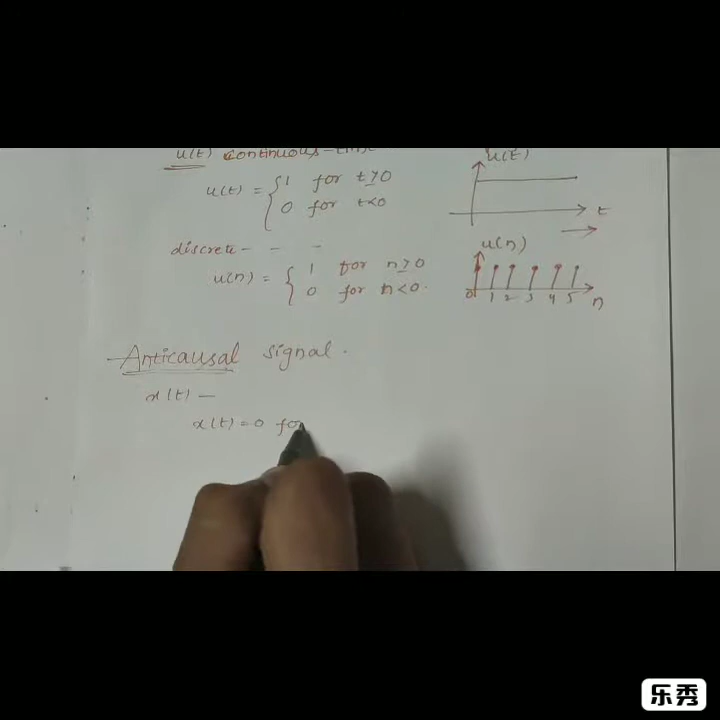 u(t) continuous-time
u(t) = { 1 for t ≥ 0
0 for t < 0
u(t)
t
discrete - - -
u(n) = { 1 for n ≥ 0
0 for n < 0.
u(n)
0 1 2 3 4 5 n
Anticausal signal.
x(t) —
x(t) = 0 for
乐秀